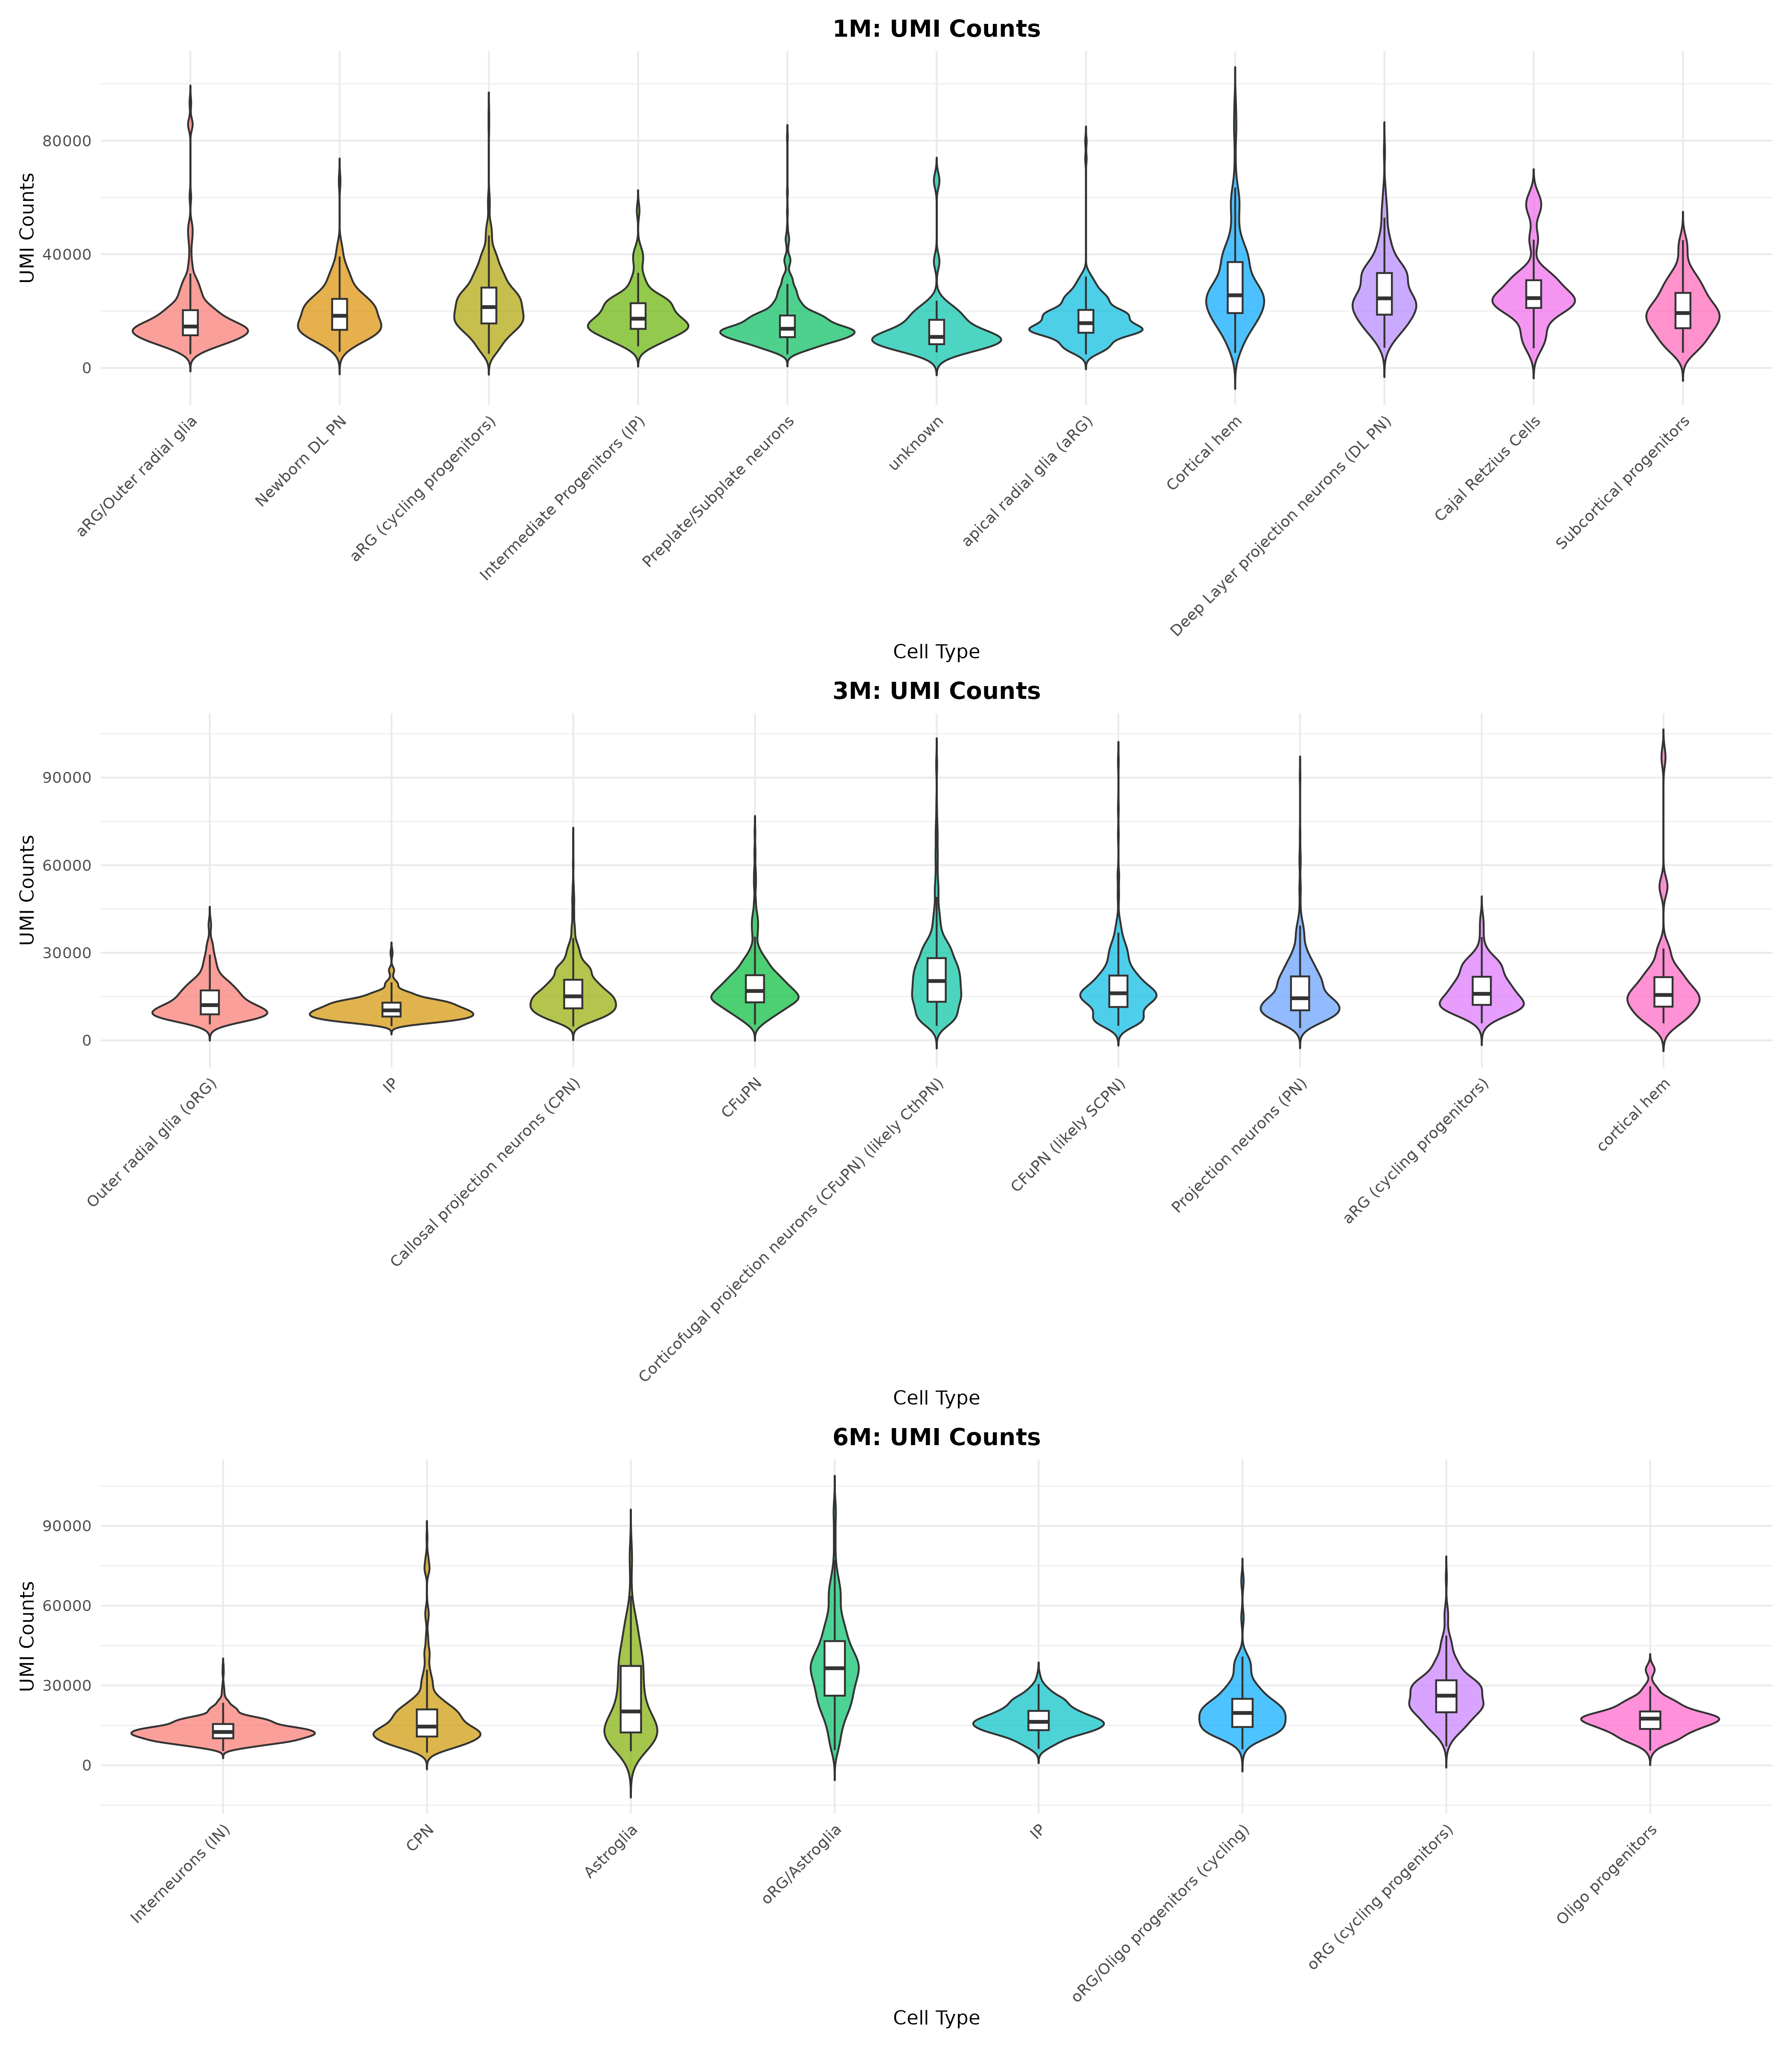 1M: UMI Counts
UMI Counts
80000
40000
0
aRG/Outer radial glia
Newborn DL PN
aRG (cycling progenitors)
Intermediate Progenitors (IP)
Preplate/Subplate neurons
unknown
apical radial glia (aRG)
Cortical hem
Deep Layer projection neurons (DL PN)
Cajal Retzius Cells
Subcortical progenitors
Cell Type
3M: UMI Counts
UMI Counts
90000
60000
30000
0
Outer radial glia (oRG)
IP
Callosal projection neurons (CPN)
CFuPN
Corticofugal projection neurons (CFuPN) (likely CthPN)
CFuPN (likely SCPN)
Projection neurons (PN)
aRG (cycling progenitors)
cortical hem
Cell Type
6M: UMI Counts
UMI Counts
90000
60000
30000
0
Interneurons (IN)
CPN
Astroglia
oRG/Astroglia
IP
oRG/Oligo progenitors (cycling)
oRG (cycling progenitors)
Oligo progenitors
Cell Type